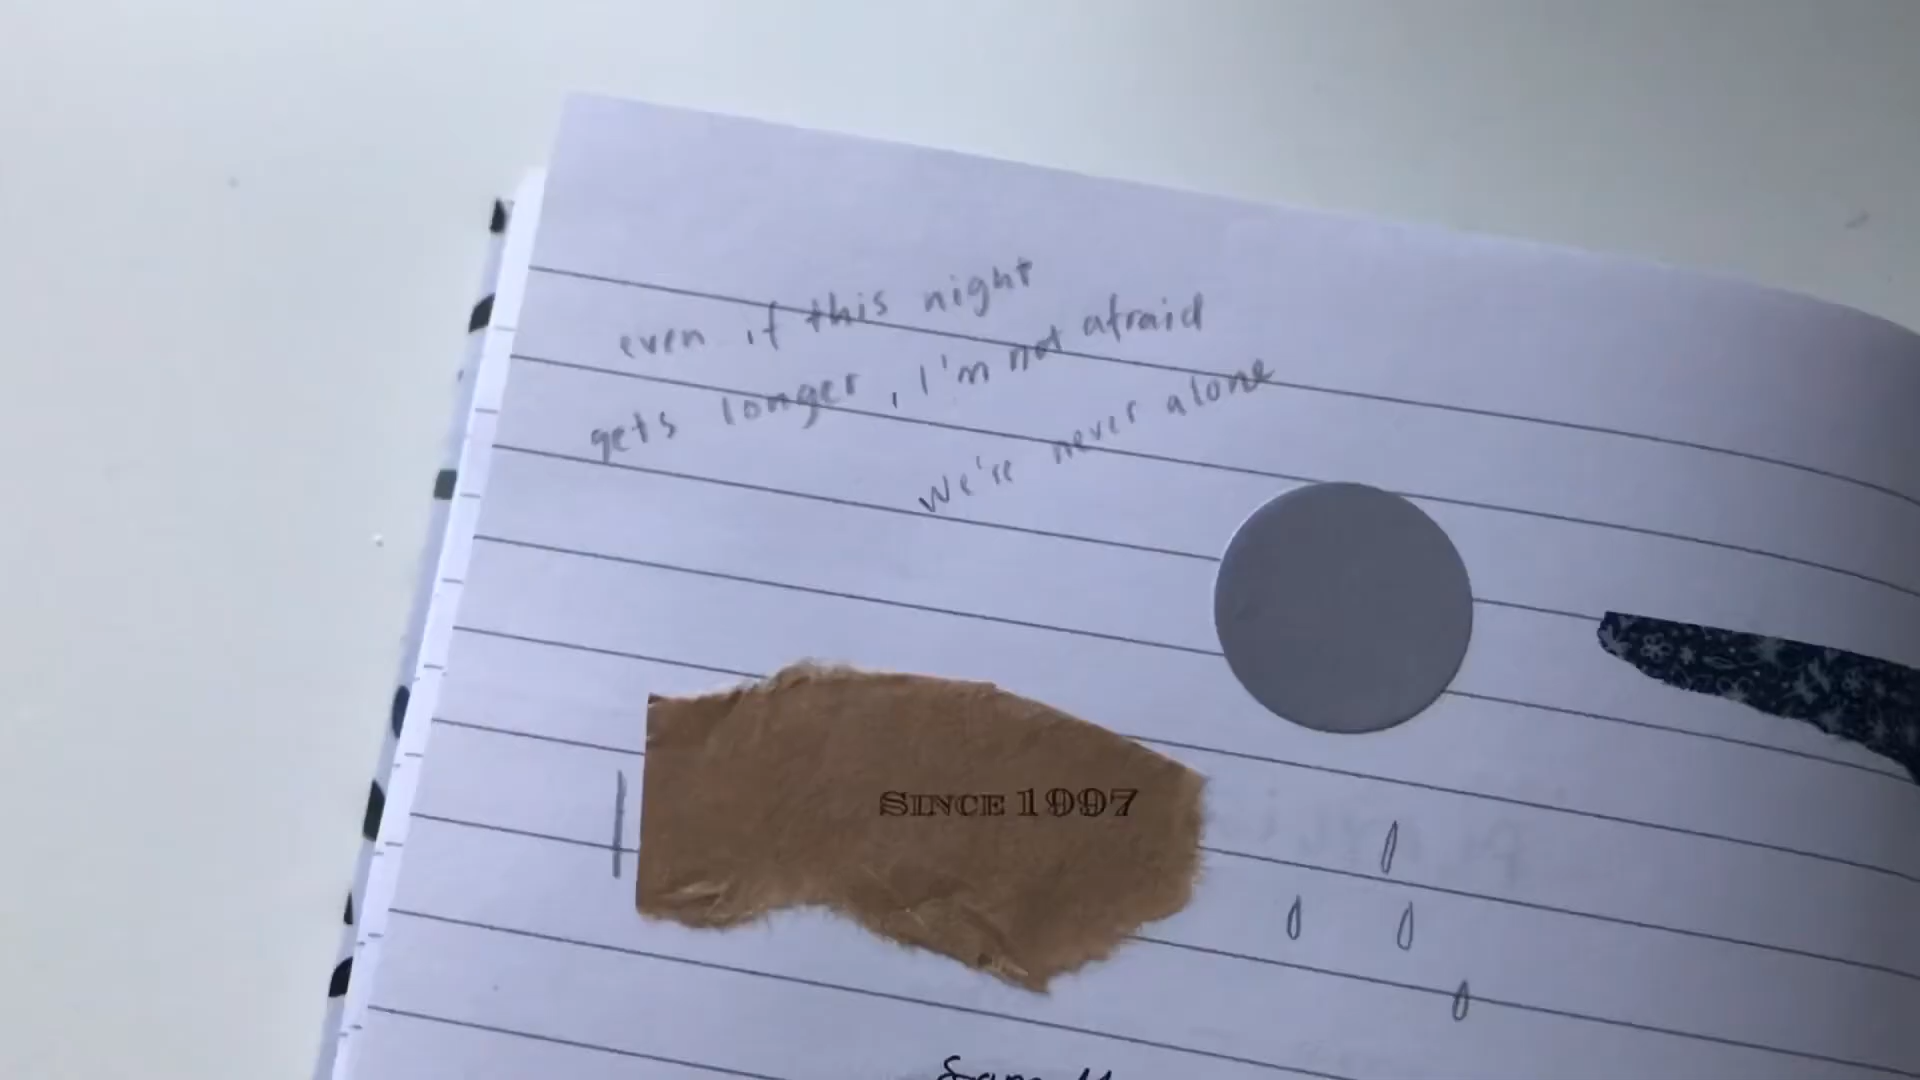 even if this night
gets longer, I'm not afraid
We're never alone
SINCE 1997